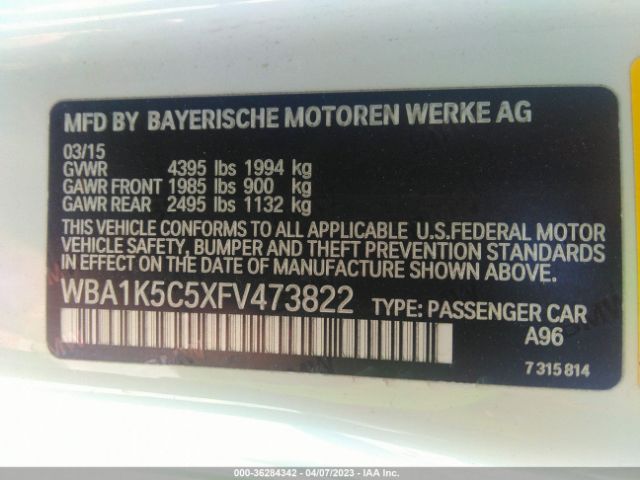 MFD BY BAYERISCHE MOTOREN WERKE AG
03/15
GVWR 4395 lbs 1994 kg
GAWR FRONT 1985 lbs 900 kg
GAWR REAR 2495 lbs 1132 kg
THIS VEHICLE CONFORMS TO ALL APPLICABLE U.S.FEDERAL MOTOR
VEHICLE SAFETY, BUMPER AND THEFT PREVENTION STANDARDS
IN EFFECT ON THE DATE OF MANUFACTURE SHOWN ABOVE.
WBA1K5C5XFV473822 TYPE: PASSENGER CAR
A96
7 315 814
000-36284342 - 04/07/2023 - IAAI.COM